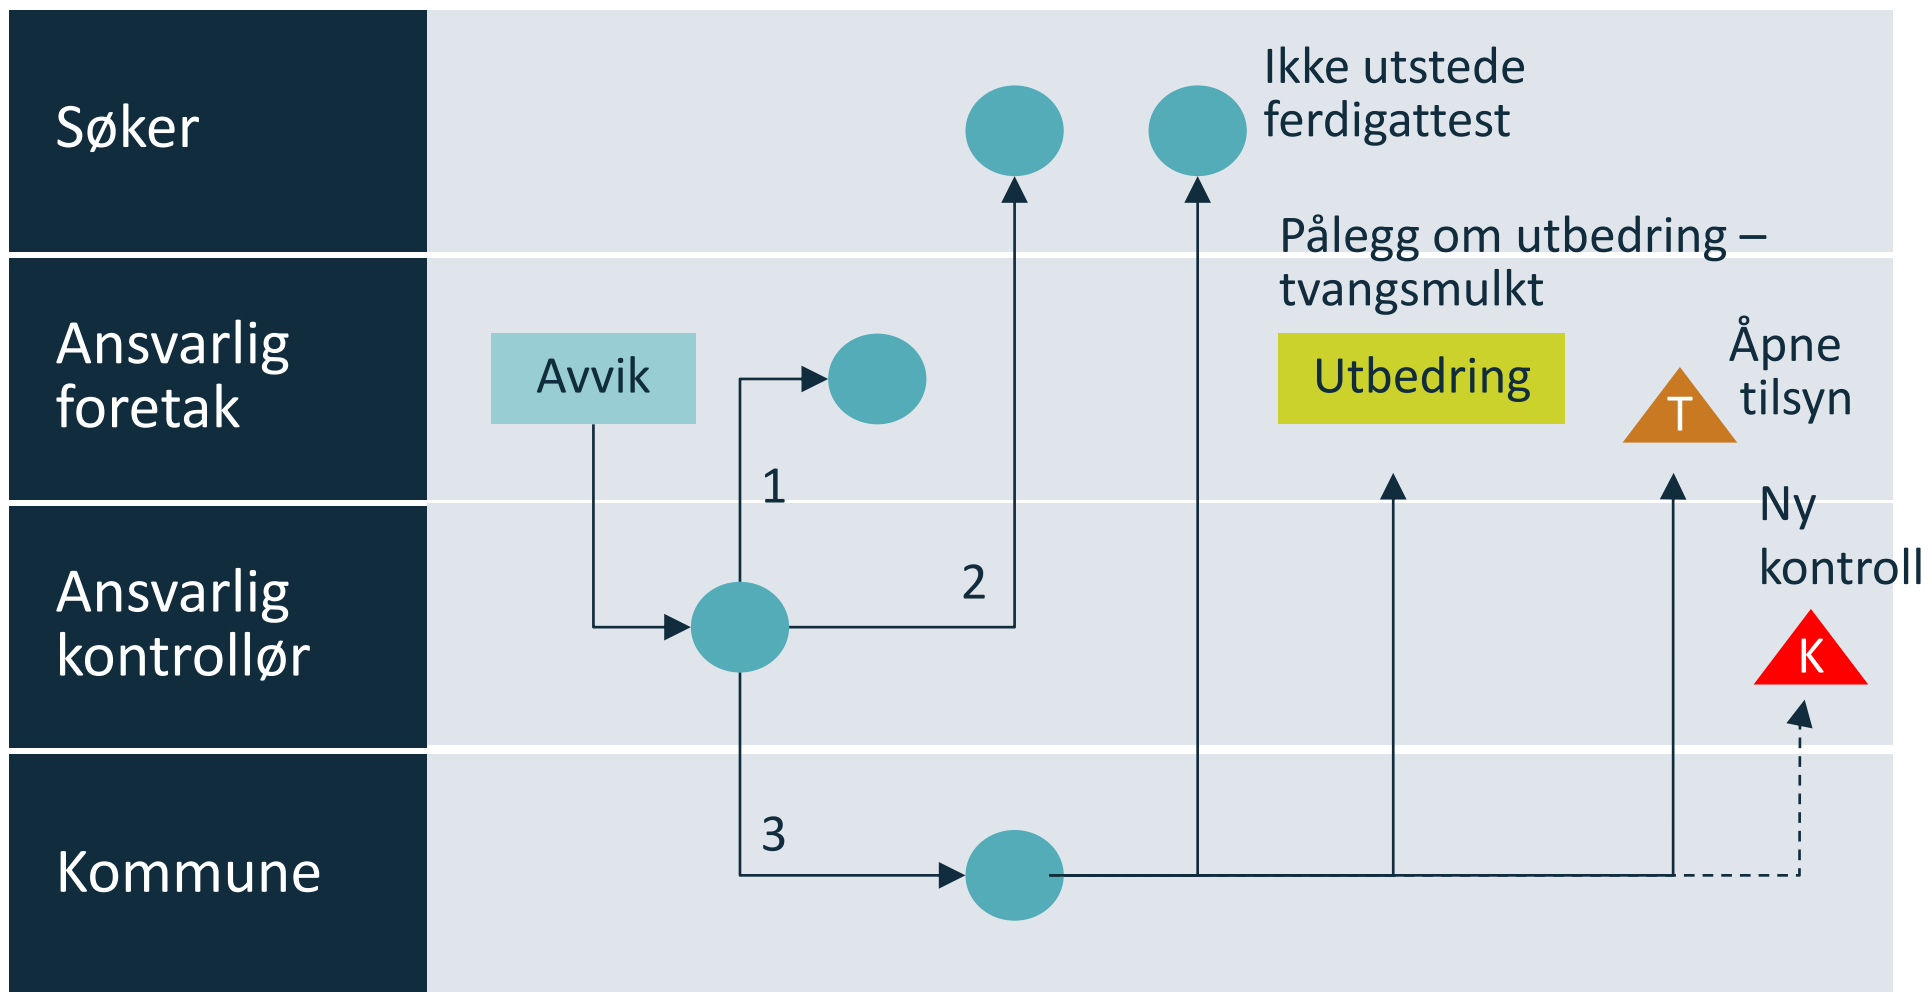 Søker
Ikke utstede
ferdigattest
Pålegg om utbedring –
tvangsmulkt
Ansvarlig
foretak
Avvik
Utbedring
T
Åpne
tilsyn
1
Ny
kontroll
2
Ansvarlig
kontrollør
K
3
Kommune